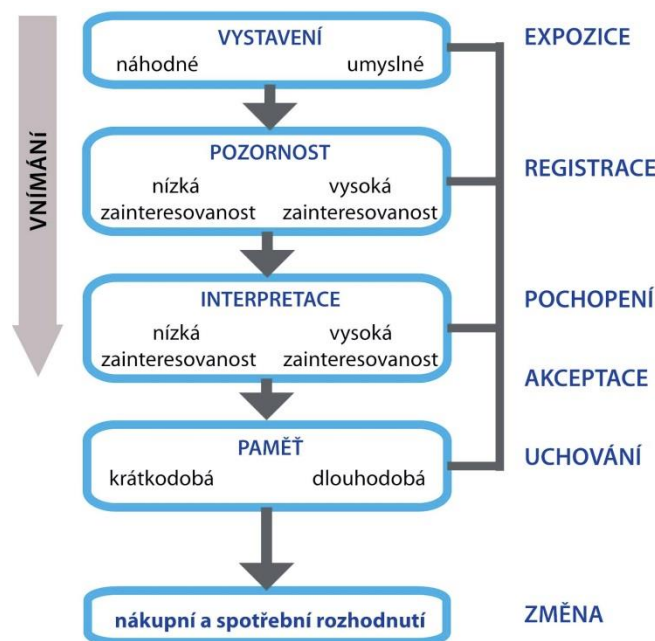 VYSTAVENÍ
náhodné umyslné
EXPOZICE
VNÍMÁNÍ
POZORNOST
nízká vysoká
zainteresovanost zainteresovanost
REGISTRACE
INTERPRETACE
nízká vysoká
zainteresovanost zainteresovanost
POCHOPENÍ
AKCEPTACE
PAMĚŤ
krátkodobá dlouhodobá
UCHOVÁNÍ
nákupní a spotřební rozhodnutí
ZMĚNA